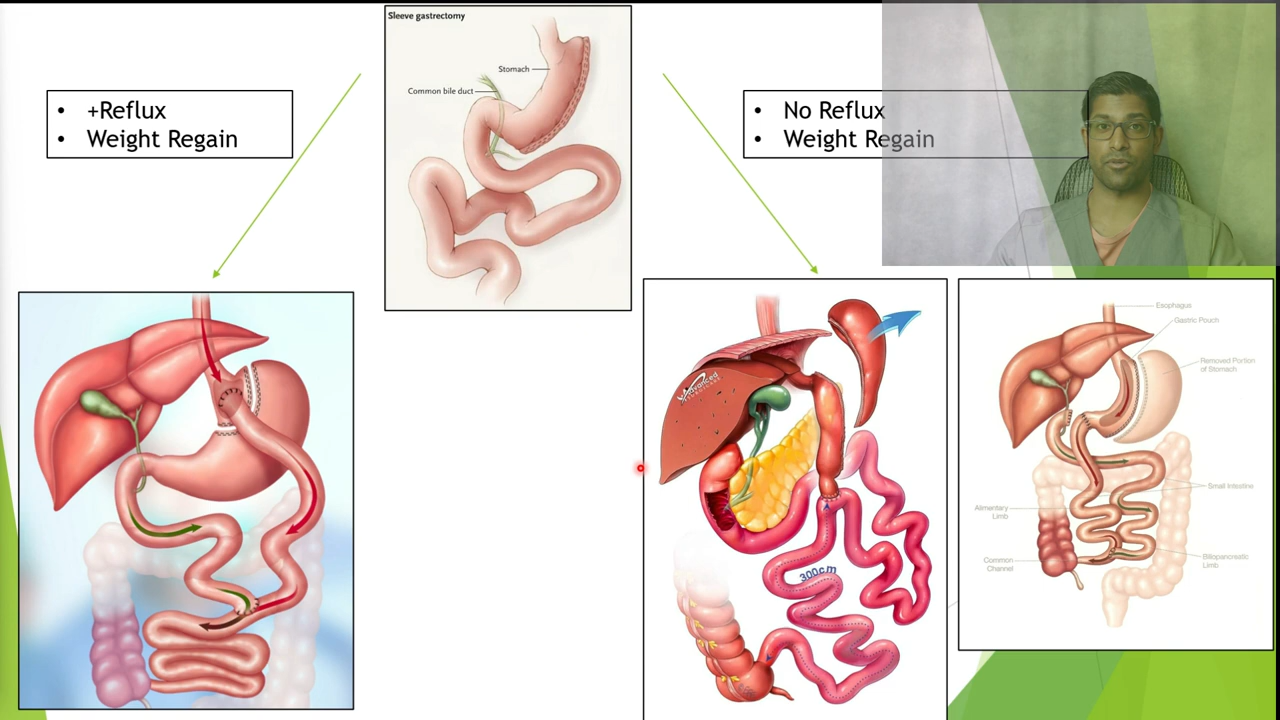 Sleeve gastrectomy
Stomach
Common bile duct
• +Reflux
• Weight Regain
• No Reflux
• Weight Regain
Advanced
300cm
Esophagus
Gastric Pouch
Removed Portion
of Stomach
Small Intestine
Alimentary
Limb
Common
Channel
Biliopancreatic
Limb